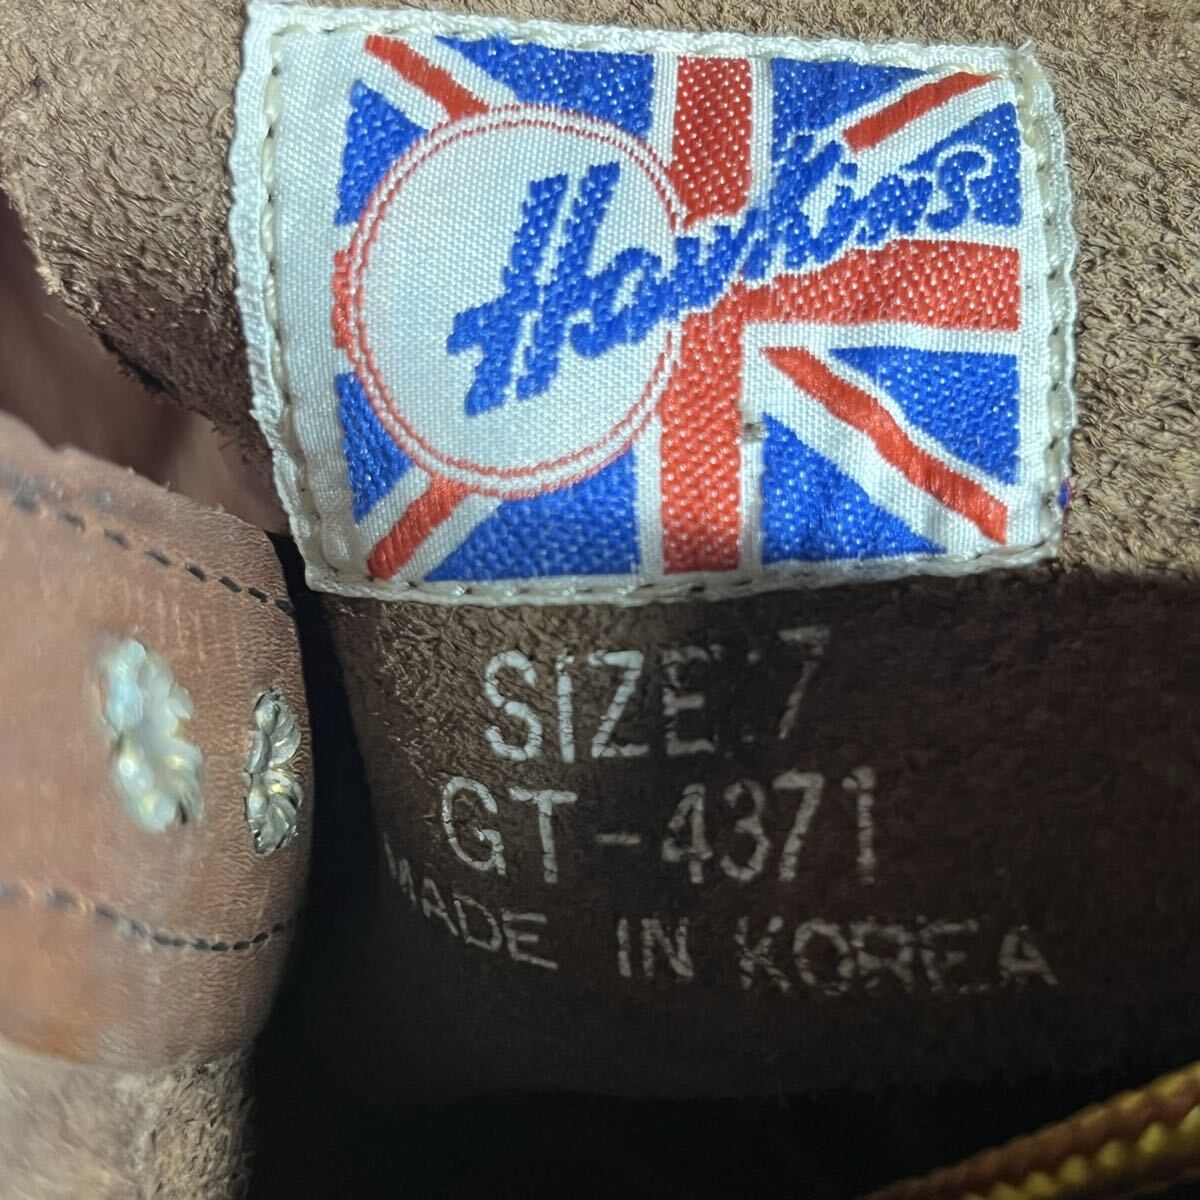 Hawkins
SIZE:7
GT-4371
MADE IN KOREA